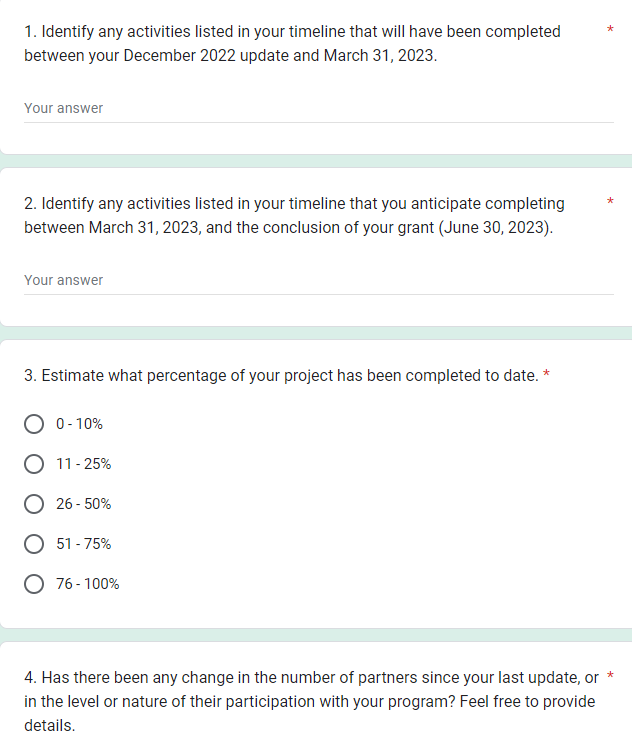 1. Identify any activities listed in your timeline that will have been completed *
between your December 2022 update and March 31, 2023.
Your answer
2. Identify any activities listed in your timeline that you anticipate completing *
between March 31, 2023, and the conclusion of your grant (June 30, 2023).
Your answer
3. Estimate what percentage of your project has been completed to date. *
0 - 10%
11 - 25%
26 - 50%
51 - 75%
76 - 100%
4. Has there been any change in the number of partners since your last update, or *
in the level or nature of their participation with your program? Feel free to provide
details.